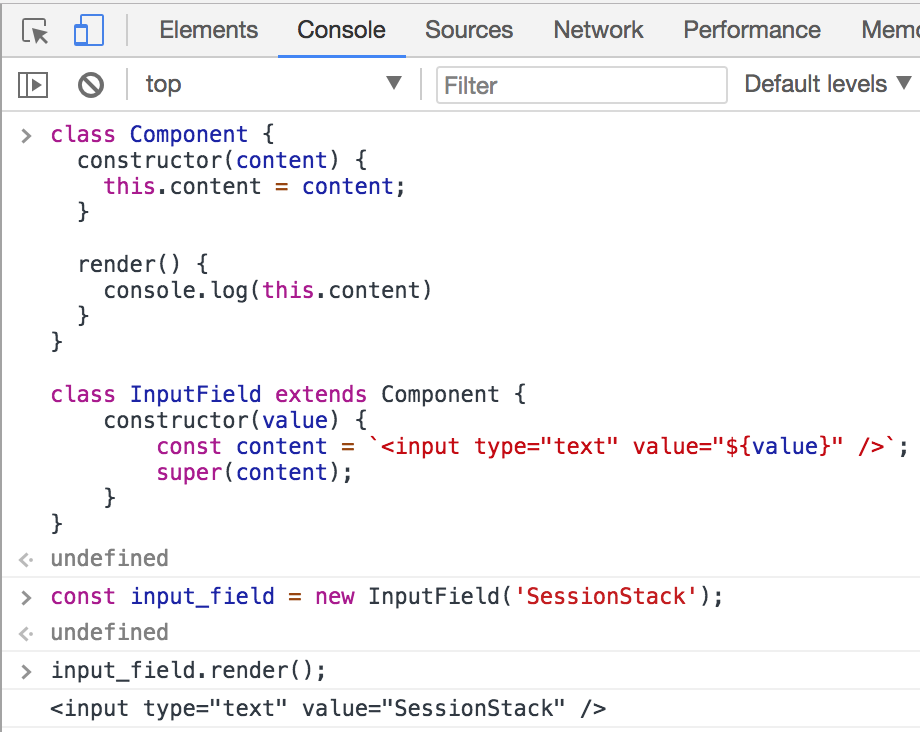 Elements Console Sources Network Performance Memo
top Filter Default levels
class Component {
  constructor(content) {
    this.content = content;
  }

  render() {
    console.log(this.content)
  }
}

class InputField extends Component {
    constructor(value) {
        const content = `<input type="text" value="${value}" />`;
        super(content);
    }
}
undefined
const input_field = new InputField('SessionStack');
undefined
input_field.render();
<input type="text" value="SessionStack" />